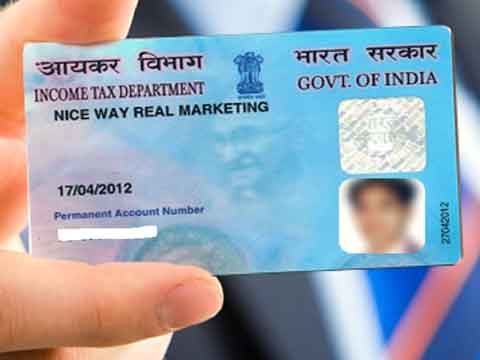 आयकर विभाग
भारत सरकार
INCOME TAX DEPARTMENT
GOVT. OF INDIA
NICE WAY REAL MARKETING
17/04/2012
Permanent Account Number
27042012